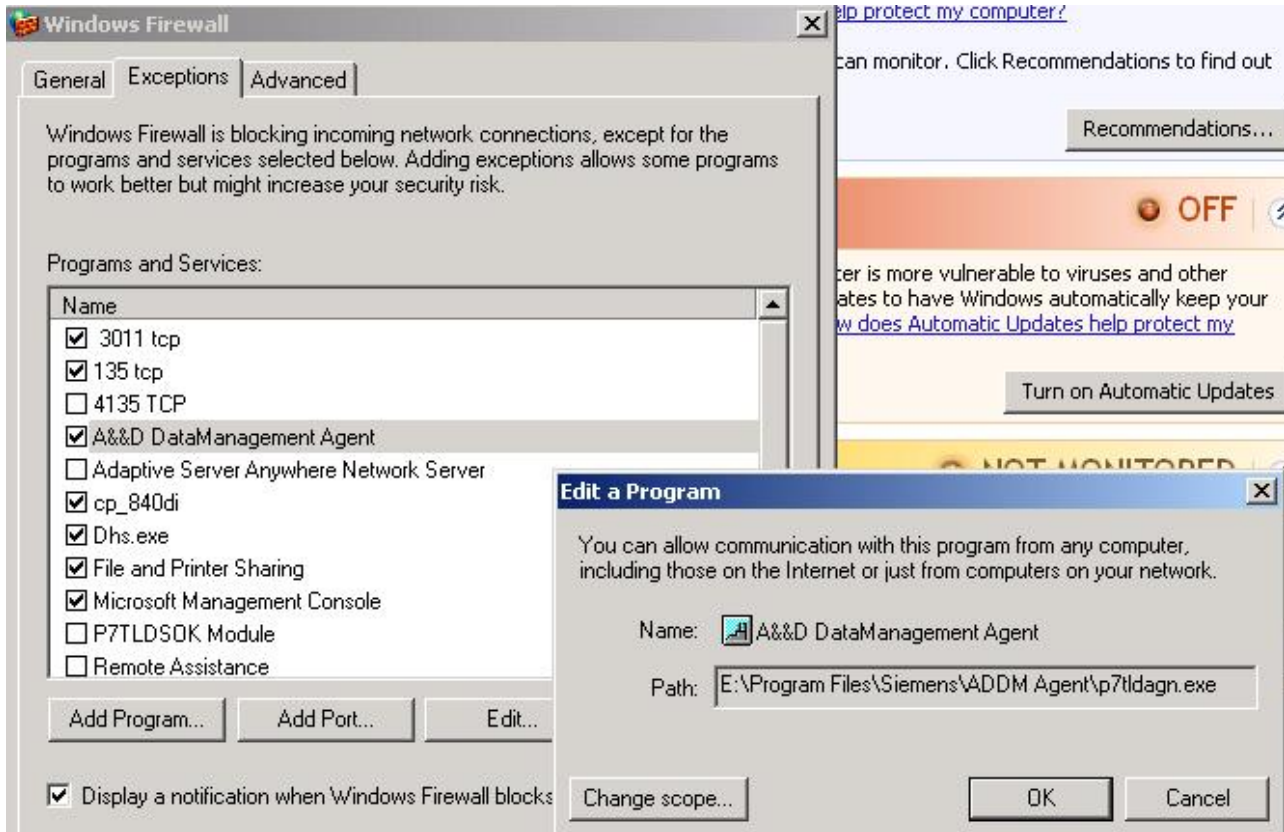 Windows Firewall
General Exceptions Advanced
Windows Firewall is blocking incoming network connections, except for the
programs and services selected below. Adding exceptions allows some programs
to work better but might increase your security risk.
Programs and Services:
Name
3011 tcp
135 tcp
4135 TCP
A&&D DataManagement Agent
Adaptive Server Anywhere Network Server
cp_840di
Dhs.exe
File and Printer Sharing
Microsoft Management Console
P7TLDSOK Module
Remote Assistance
Add Program... Add Port... Edit...
Display a notification when Windows Firewall blocks
elp protect my computer?
can monitor. Click Recommendations to find out
Recommendations...
OFF
ter is more vulnerable to viruses and other
ates to have Windows automatically keep your
w does Automatic Updates help protect my
Turn on Automatic Updates
NOT MONITORED
Edit a Program
You can allow communication with this program from any computer,
including those on the Internet or just from computers on your network.
Name: A&&D DataManagement Agent
Path: E:\Program Files\Siemens\ADDM Agent\p7tldagn.exe
Change scope... OK Cancel